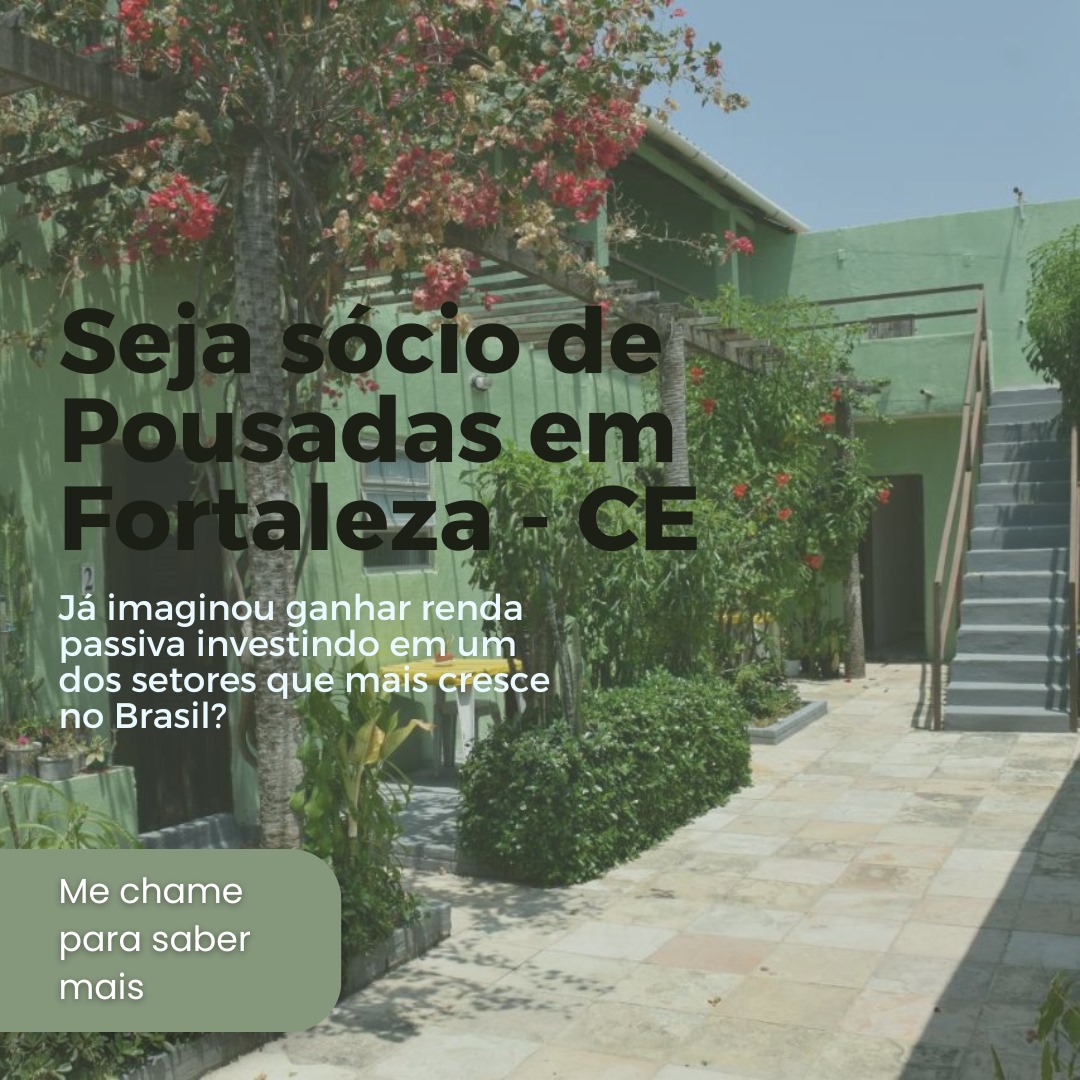 Seja sócio de
Pousadas em
Fortaleza - CE
2
Já imaginou ganhar renda
passiva investindo em um
dos setores que mais cresce
no Brasil?
Me chame
para saber
mais